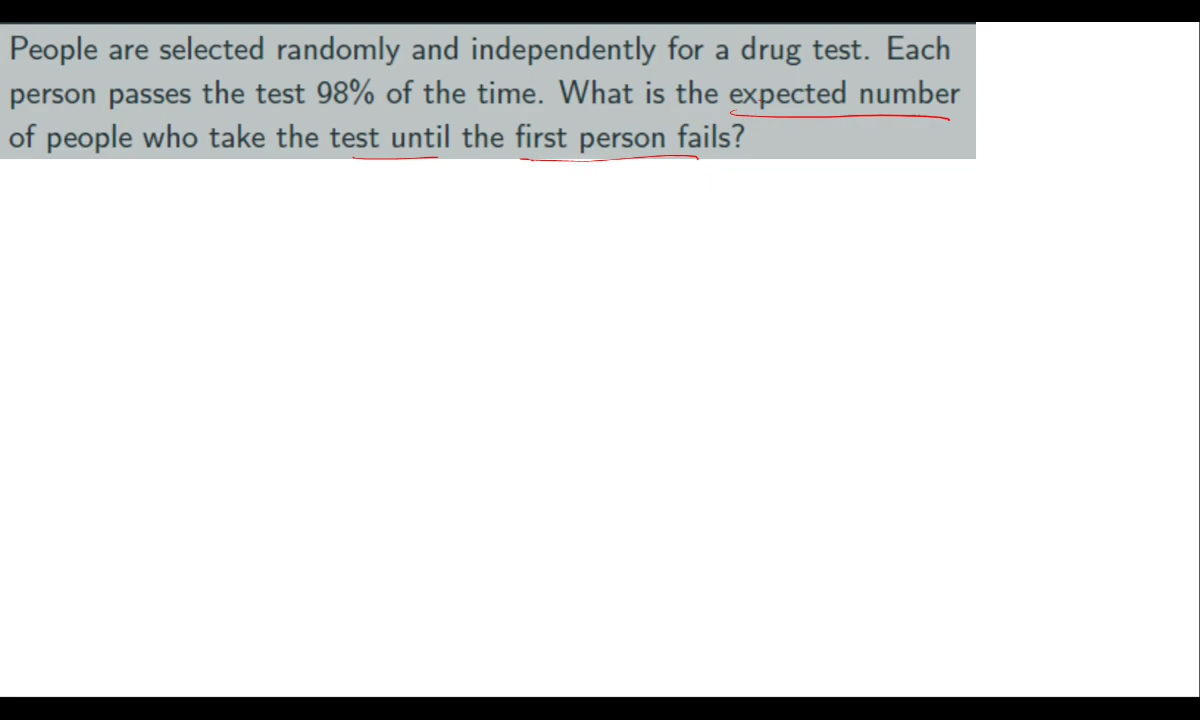 People are selected randomly and independently for a drug test. Each
person passes the test 98% of the time. What is the expected number
of people who take the test until the first person fails?